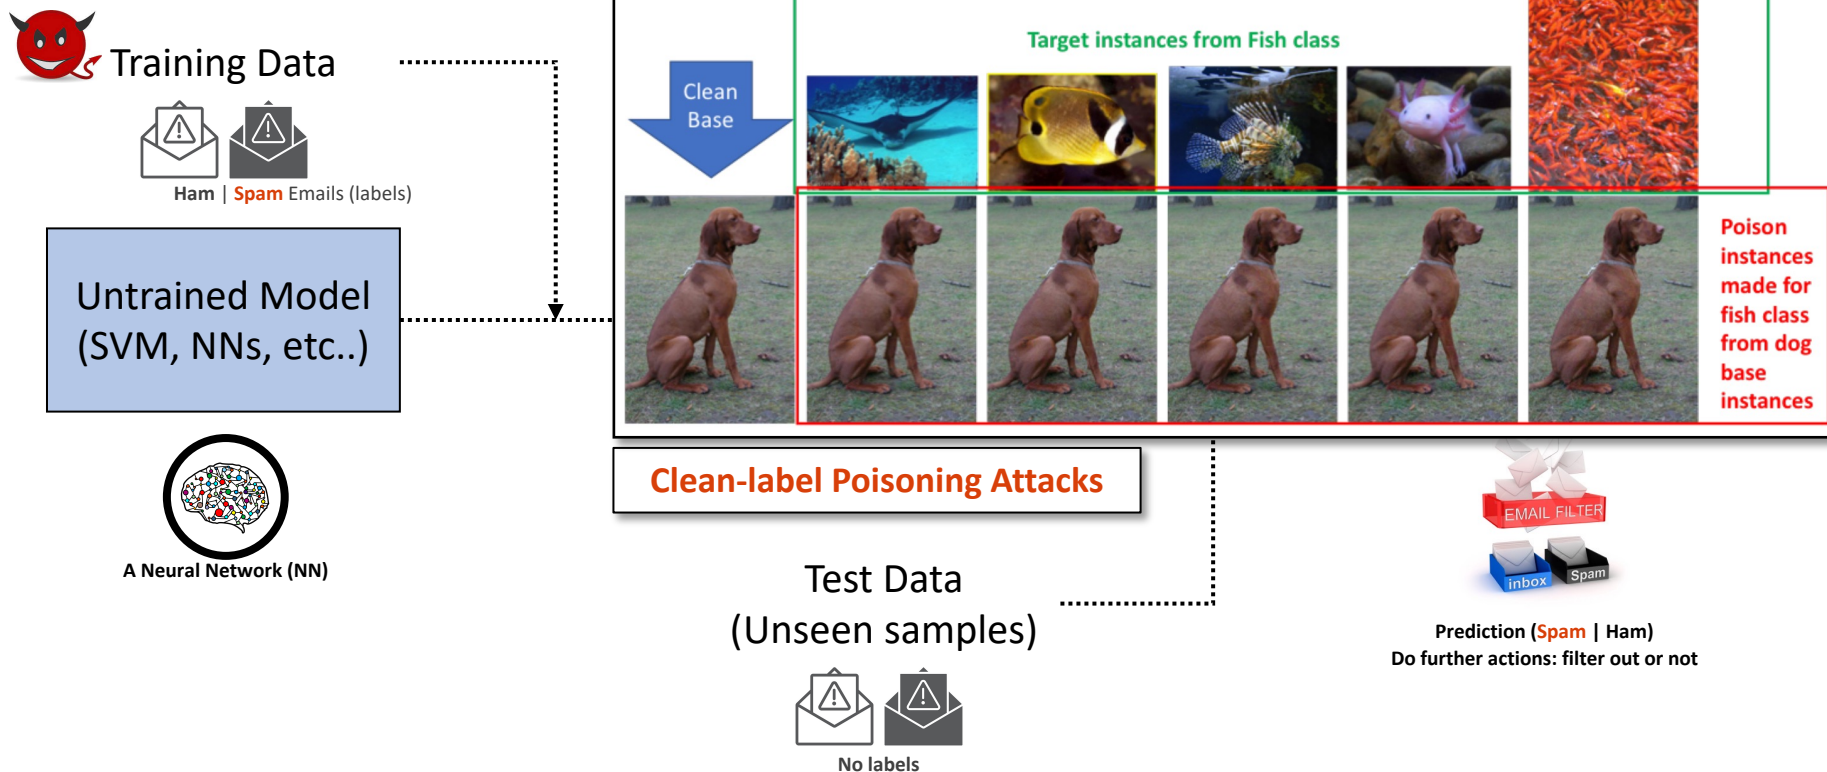 Training Data
Ham | Spam Emails (labels)
Untrained Model
(SVM, NNs, etc..)
A Neural Network (NN)
Target instances from Fish class
Clean
Base
Poison
instances
made for
fish class
from dog
base
instances
Clean-label Poisoning Attacks
Test Data
(Unseen samples)
No labels
EMAIL FILTER
inbox
Spam
Prediction (Spam | Ham)
Do further actions: filter out or not